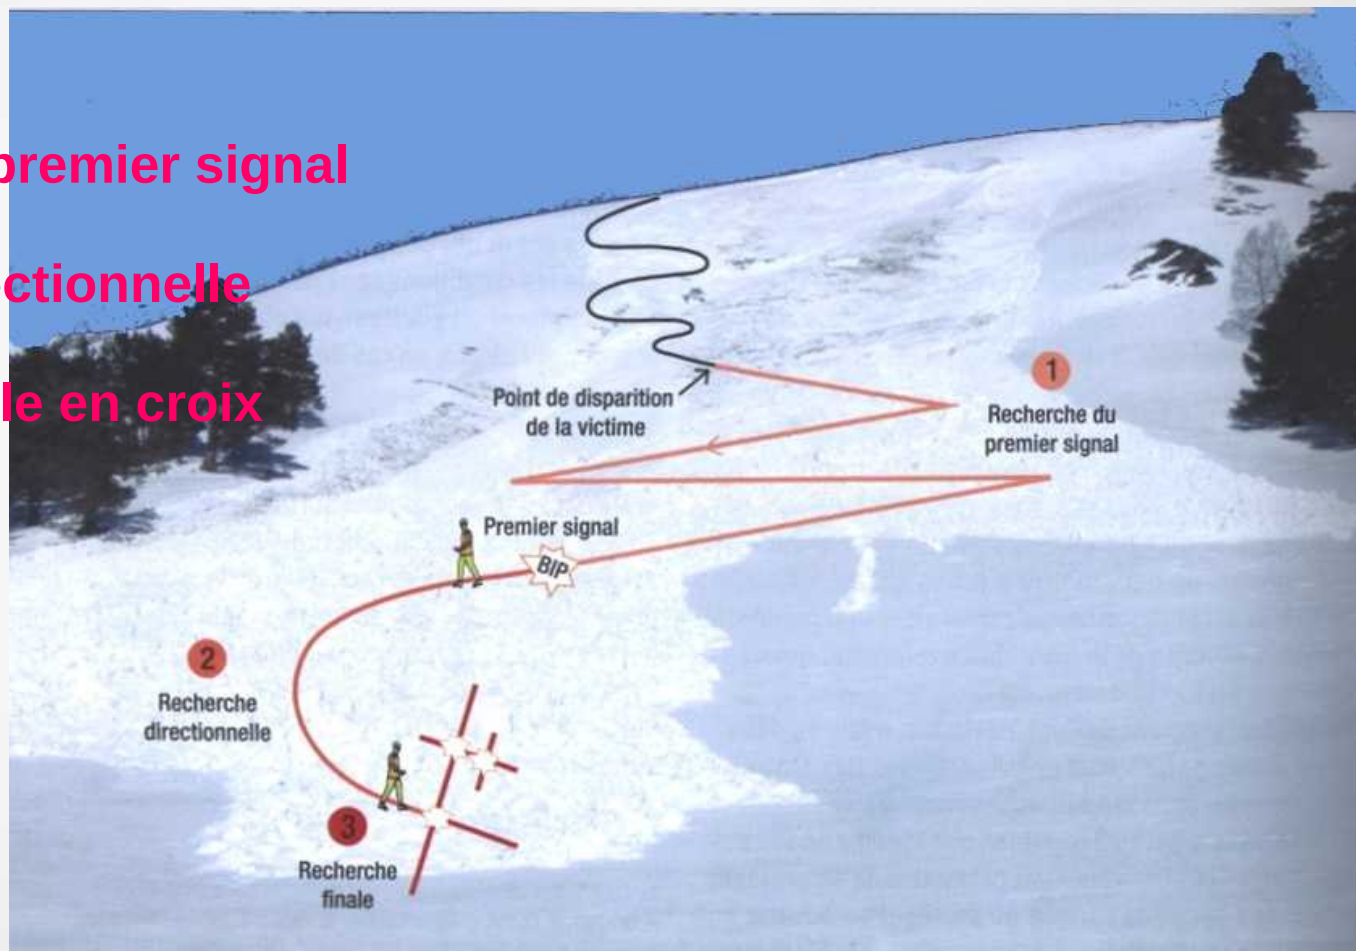 premier signal
ctionnelle
le en croix
Point de disparition
de la victime
1
Recherche du
premier signal
Premier signal
BIP
2
Recherche
directionnelle
3
Recherche
finale